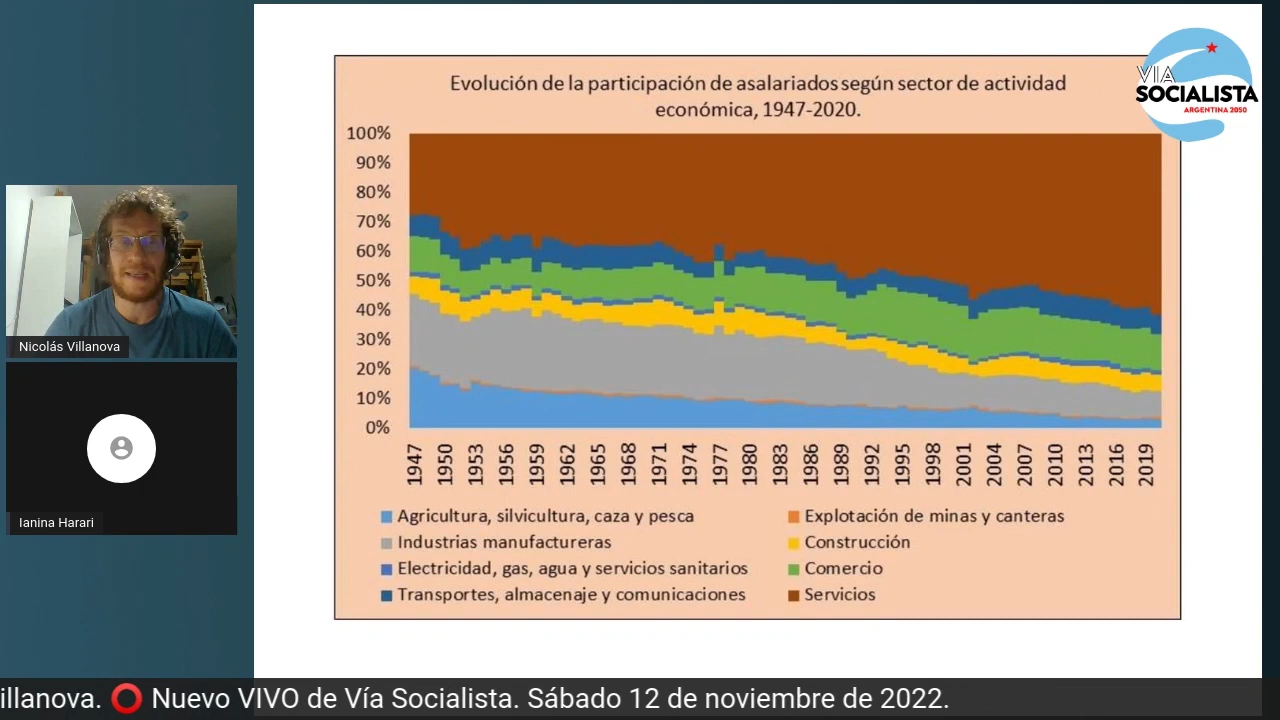 VIA
SOCIALISTA
ARGENTINA 2050
Evolución de la participación de asalariados según sector de actividad
económica, 1947-2020.
100%
90%
80%
70%
60%
50%
40%
30%
20%
10%
0%
1947
1950
1953
1956
1959
1962
1965
1968
1971
1974
1977
1980
1983
1986
1989
1992
1995
1998
2001
2004
2007
2010
2013
2016
2019
Agricultura, silvicultura, caza y pesca
Explotación de minas y canteras
Industrias manufactureras
Construcción
Electricidad, gas, agua y servicios sanitarios
Comercio
Transportes, almacenaje y comunicaciones
Servicios
Nicolás Villanova
Ianina Harari
illanova. ⭕ Nuevo VIVO de Vía Socialista. Sábado 12 de noviembre de 2022.